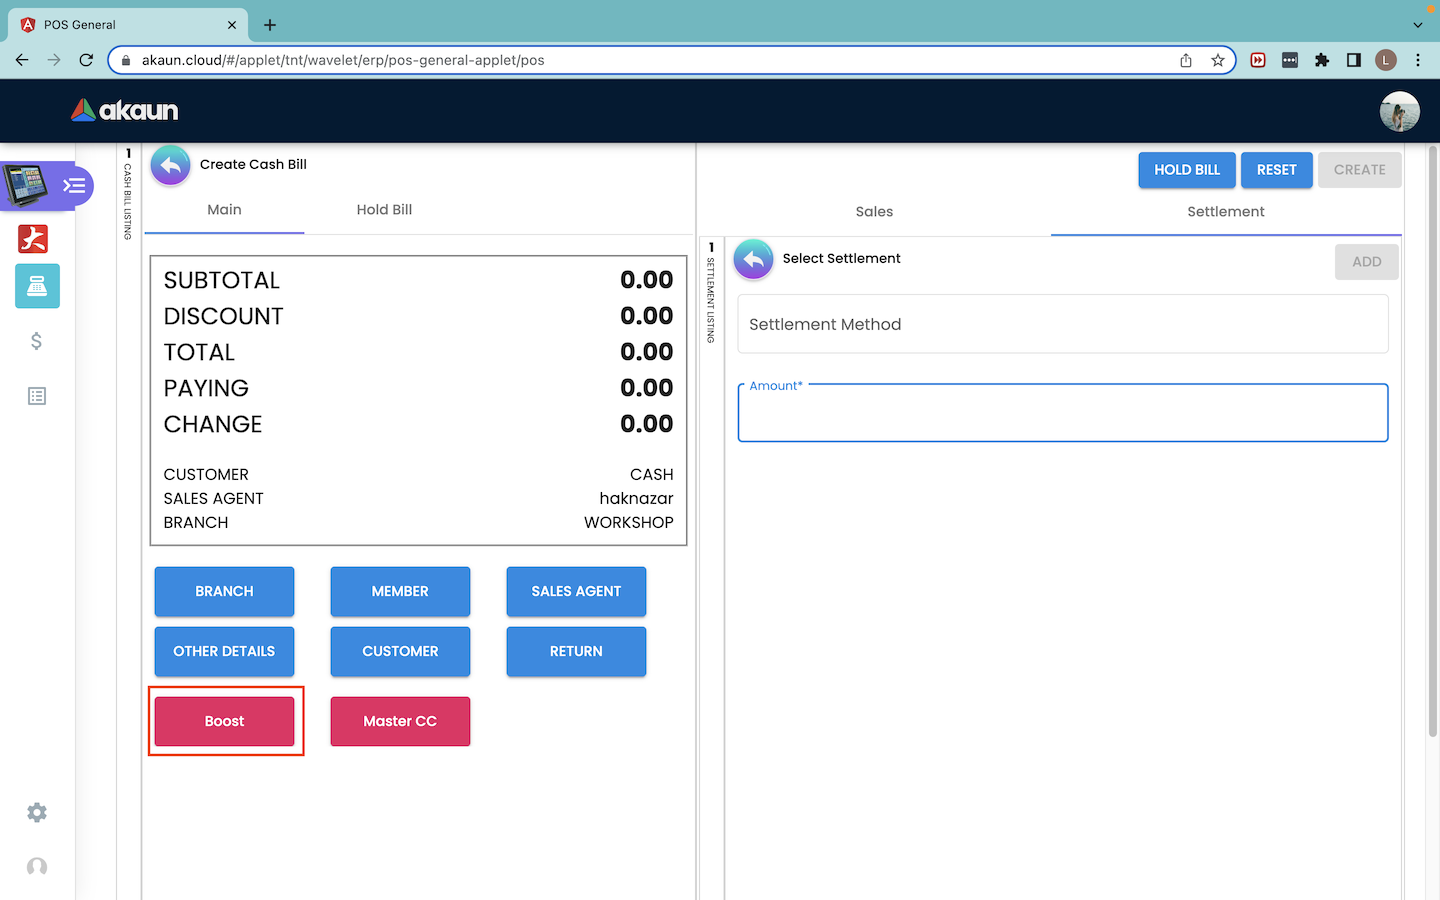 POS General
akaun.cloud/#/applet/tnt/wavelet/erp/pos-general-applet/pos
L
akaun
1 CASH BILL LISTING
Create Cash Bill
Main
Hold Bill
SUBTOTAL 0.00
DISCOUNT 0.00
TOTAL 0.00
PAYING 0.00
CHANGE 0.00
CUSTOMER CASH
SALES AGENT haknazar
BRANCH WORKSHOP
BRANCH
MEMBER
SALES AGENT
OTHER DETAILS
CUSTOMER
RETURN
Boost
Master CC
HOLD BILL
RESET
CREATE
Sales
Settlement
1 SETTLEMENT LISTING
Select Settlement
ADD
Settlement Method
Amount*